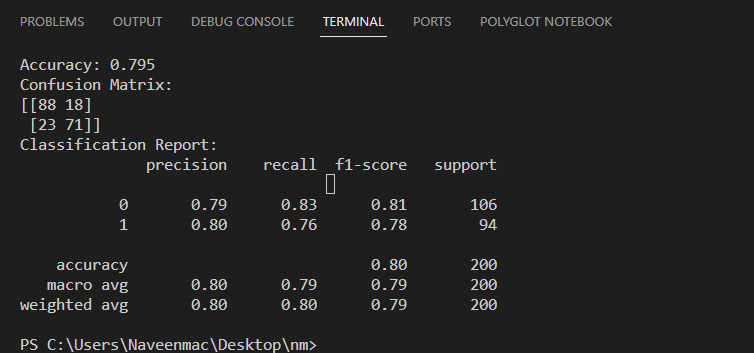 PROBLEMS OUTPUT DEBUG CONSOLE TERMINAL PORTS POLYGLOT NOTEBOOK
Accuracy: 0.795
Confusion Matrix:
[[88 18]
 [23 71]]
Classification Report:
              precision    recall  f1-score   support

           0       0.79      0.83      0.81       106
           1       0.80      0.76      0.78        94

    accuracy                           0.80       200
   macro avg       0.80      0.79      0.79       200
weighted avg       0.80      0.80      0.79       200

PS C:\Users\Naveenmac\Desktop\nm>